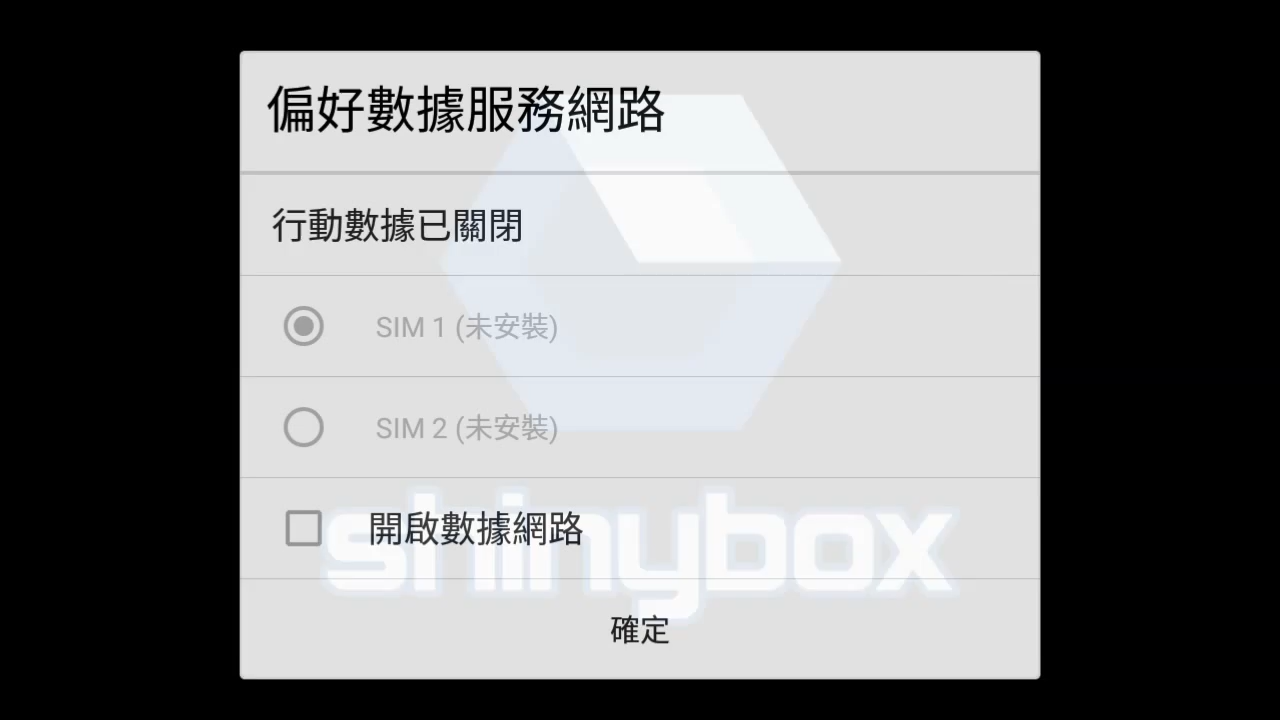 偏好數據服務網路
行動數據已關閉
SIM 1 (未安裝)
SIM 2 (未安裝)
開啟數據網路
shinybox
確定